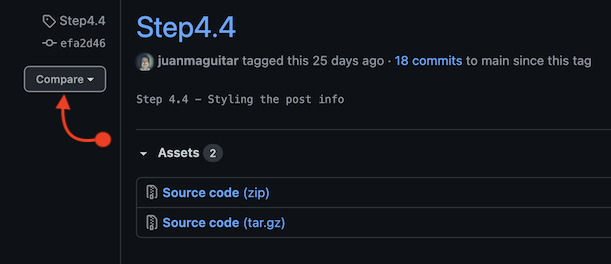 Step4.4
efa2d46
Compare
Step4.4
juanmaguitar tagged this 25 days ago · 18 commits to main since this tag
Step 4.4 - Styling the post info
Assets 2
Source code (zip)
Source code (tar.gz)